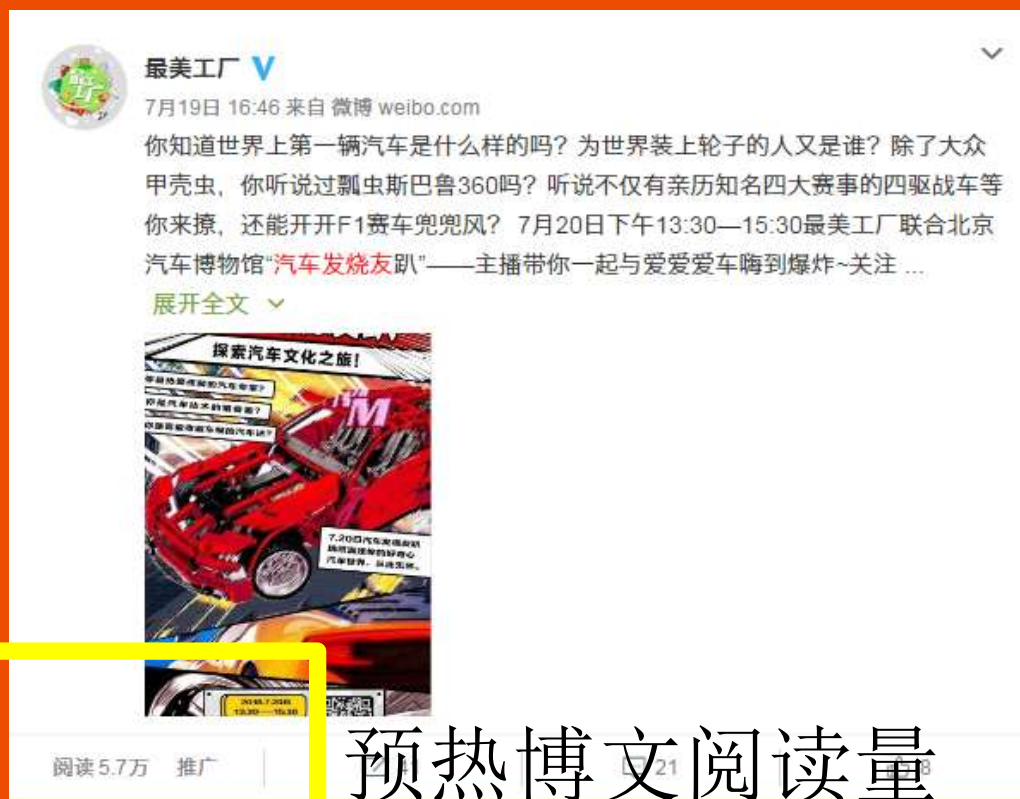 最美工厂
7月19日 16:46 来自 微博 weibo.com
你知道世界上第一辆汽车是什么样的吗？为世界装上轮子的人又是谁？除了大众
甲壳虫，你听说过瓢虫斯巴鲁360吗？听说不仅有亲历知名四大赛事的四驱战车等
你来撩，还能开开F1赛车兜兜风？ 7月20日下午13:30—15:30最美工厂联合北京
汽车博物馆“汽车发烧友趴”——主播带你一起与爱爱爱车嗨到爆炸~关注 ...
展开全文
探索汽车文化之旅！
13:30——15:30
阅读5.7万 推广 21
预热博文阅读量